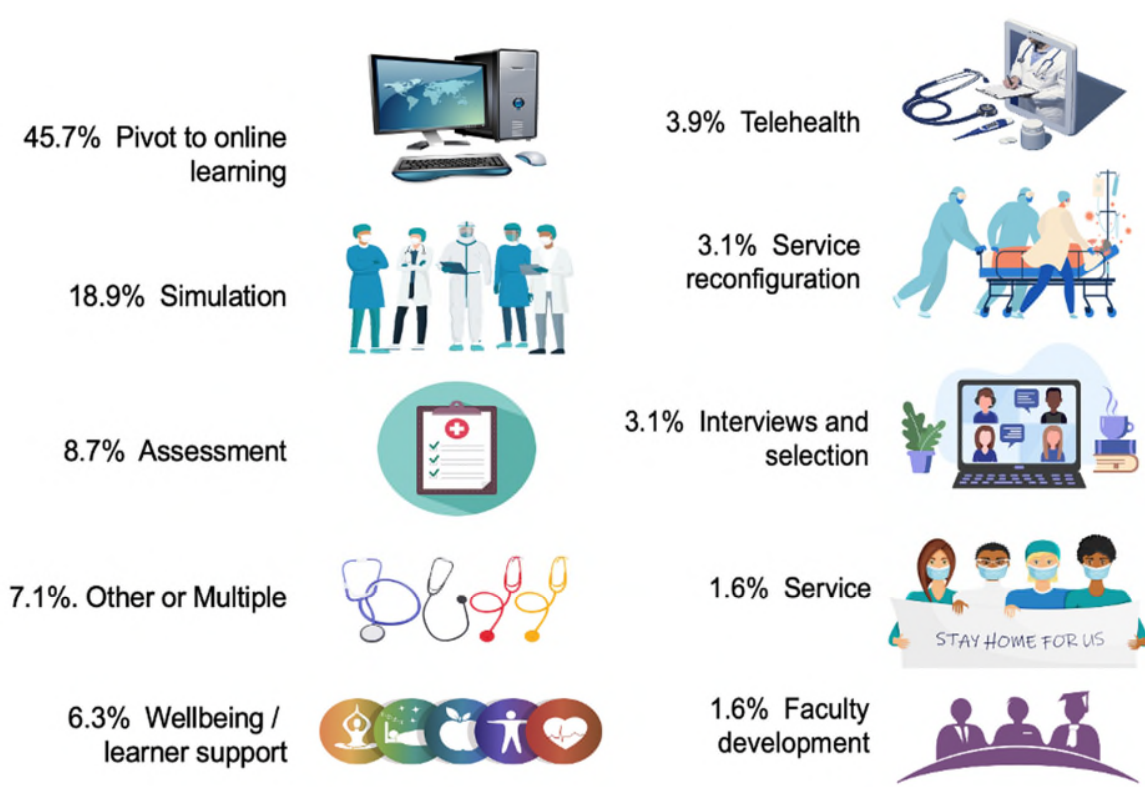 45.7% Pivot to online
learning
18.9% Simulation
8.7% Assessment
7.1%. Other or Multiple
6.3% Wellbeing /
learner support
3.9% Telehealth
3.1% Service
reconfiguration
3.1% Interviews and
selection
1.6% Service
STAY HOME FOR US
1.6% Faculty
development